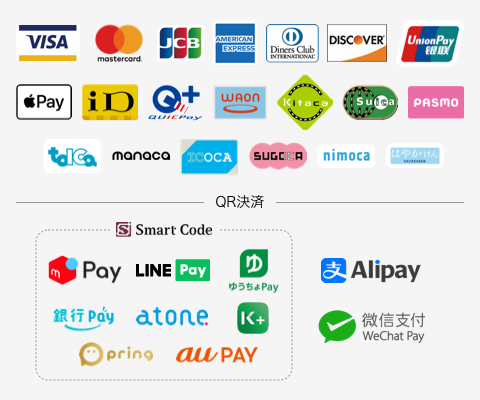 VISA
mastercard.
JCB
AMERICAN
EXPRESS
Diners Club
INTERNATIONAL
DISCOVER
UnionPay
银联
Pay
iD
QUICPay
WAON
Kitaca
Suica
PASMO
toica
manaca
ICOCA
SUGOCA
nimoca
はやかけん
QR決済
Smart Code
Pay
LINE Pay
ゆ
ゆうちょPay
銀行Pay
atone
K+
pring
au PAY
支 Alipay
微信支付
WeChat Pay